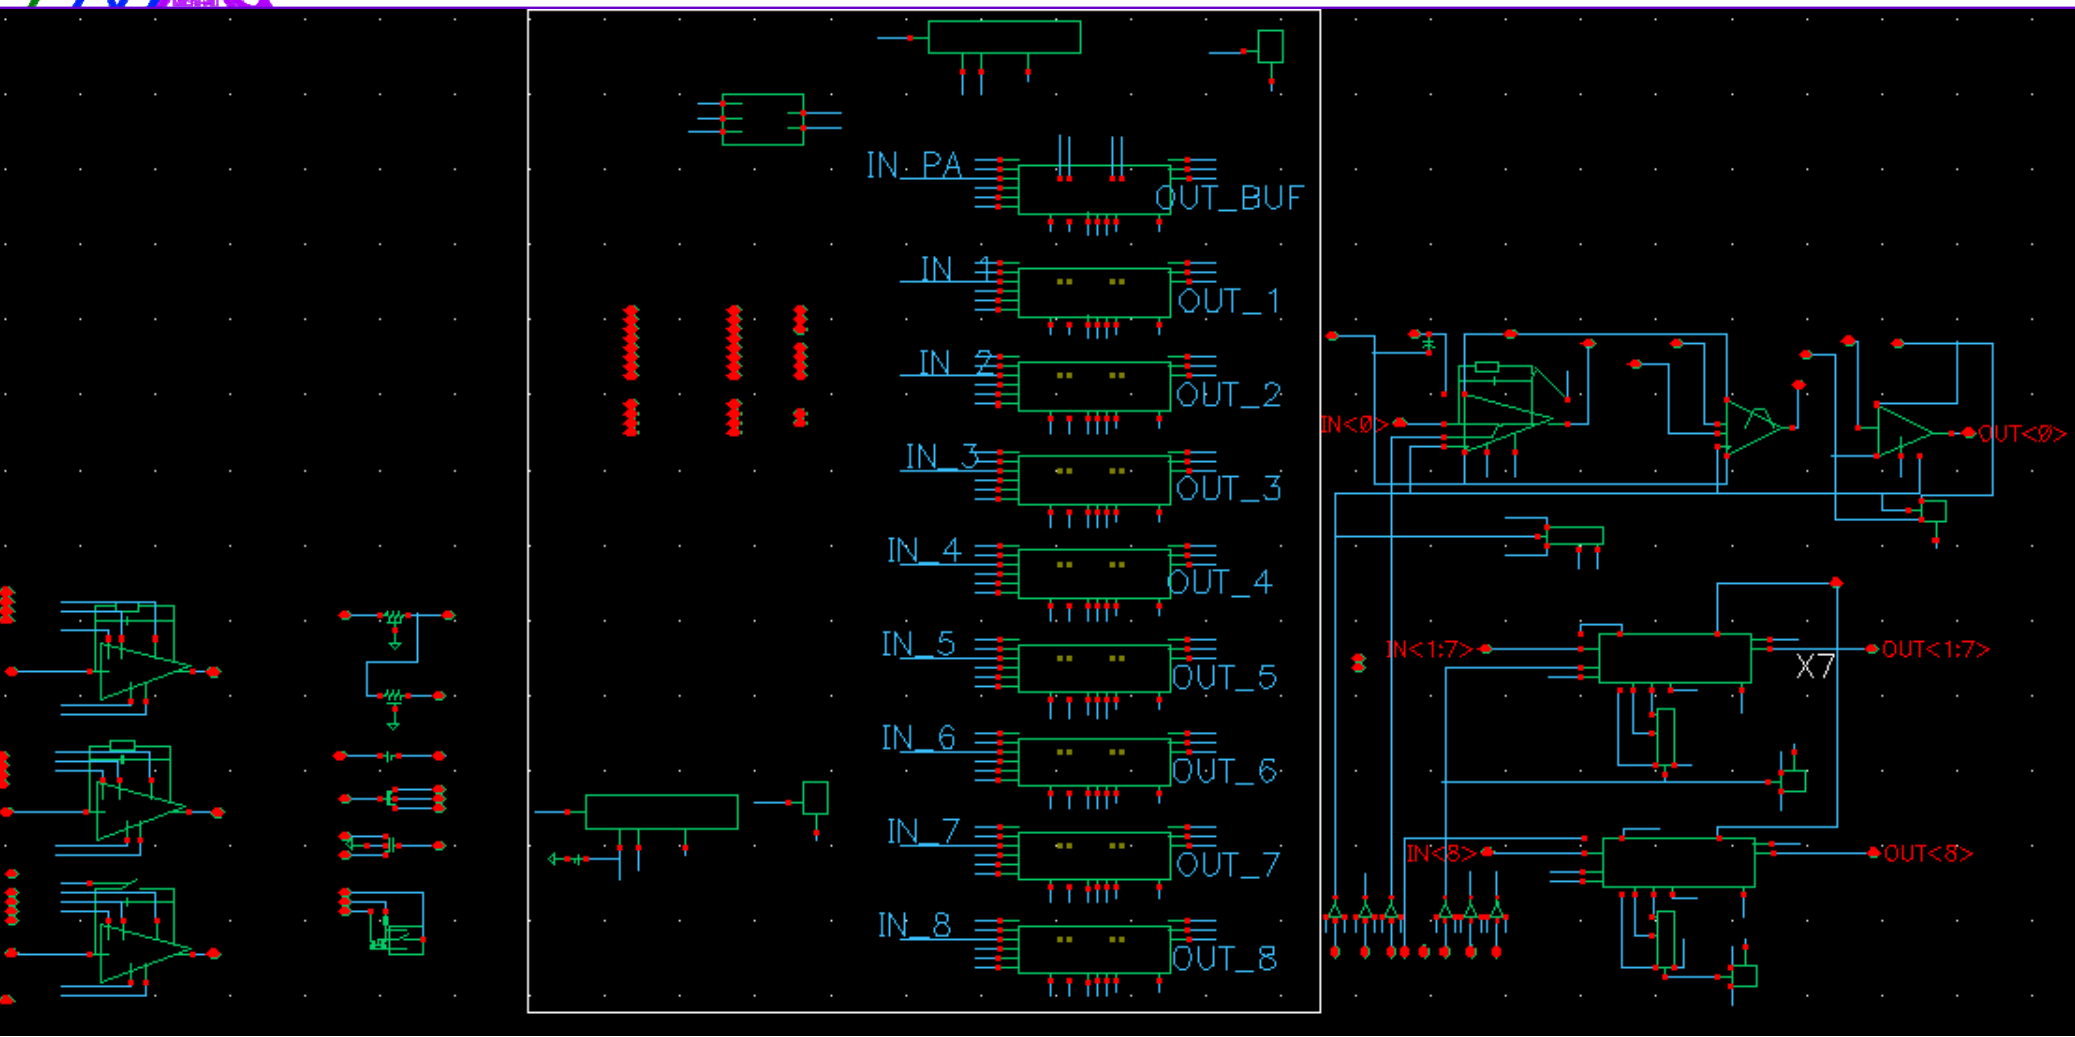 IN_PA
OUT_BUF
IN_1
OUT_1
IN_2
OUT_2
IN_3
OUT_3
IN_4
OUT_4
IN_5
OUT_5
IN_6
OUT_6
IN_7
OUT_7
IN_8
OUT_8
IN<0>
OUT<0>
IN<1:7>
OUT<1:7>
X7
IN<8>
OUT<8>